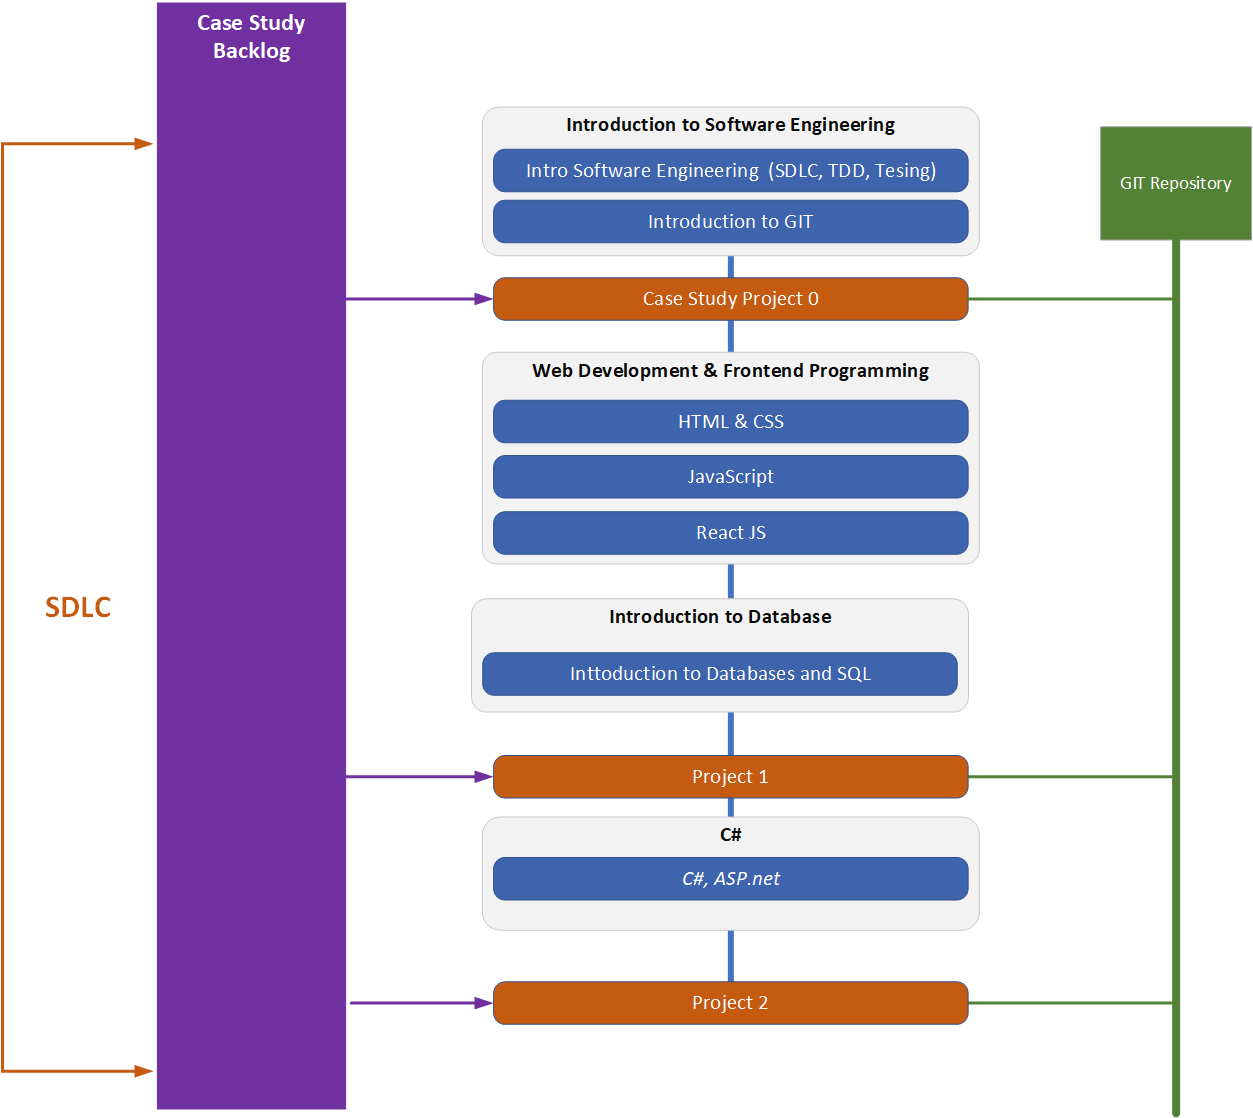 Case Study
Backlog
Introduction to Software Engineering
Intro Software Engineering  (SDLC, TDD, Tesing)
Introduction to GIT
GIT Repository
Case Study Project 0
Web Development & Frontend Programming
HTML & CSS
JavaScript
React JS
SDLC
Introduction to Database
Inttoduction to Databases and SQL
Project 1
C#
C#, ASP.net
Project 2